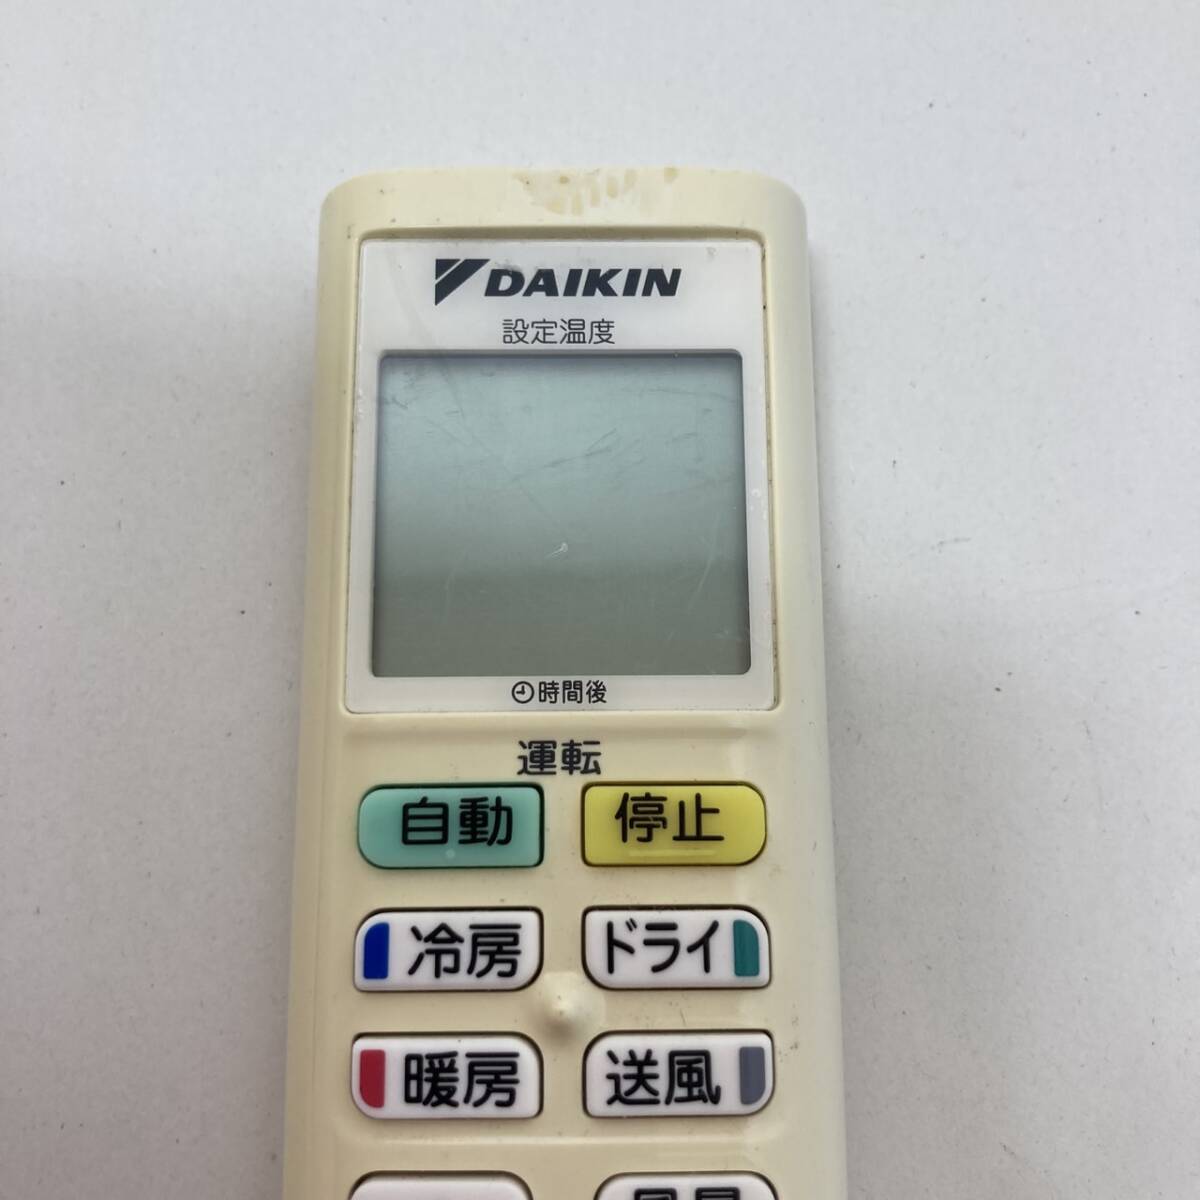 DAIKIN
設定温度
時間後
運転
自動
停止
冷房
ドライ
暖房
送風